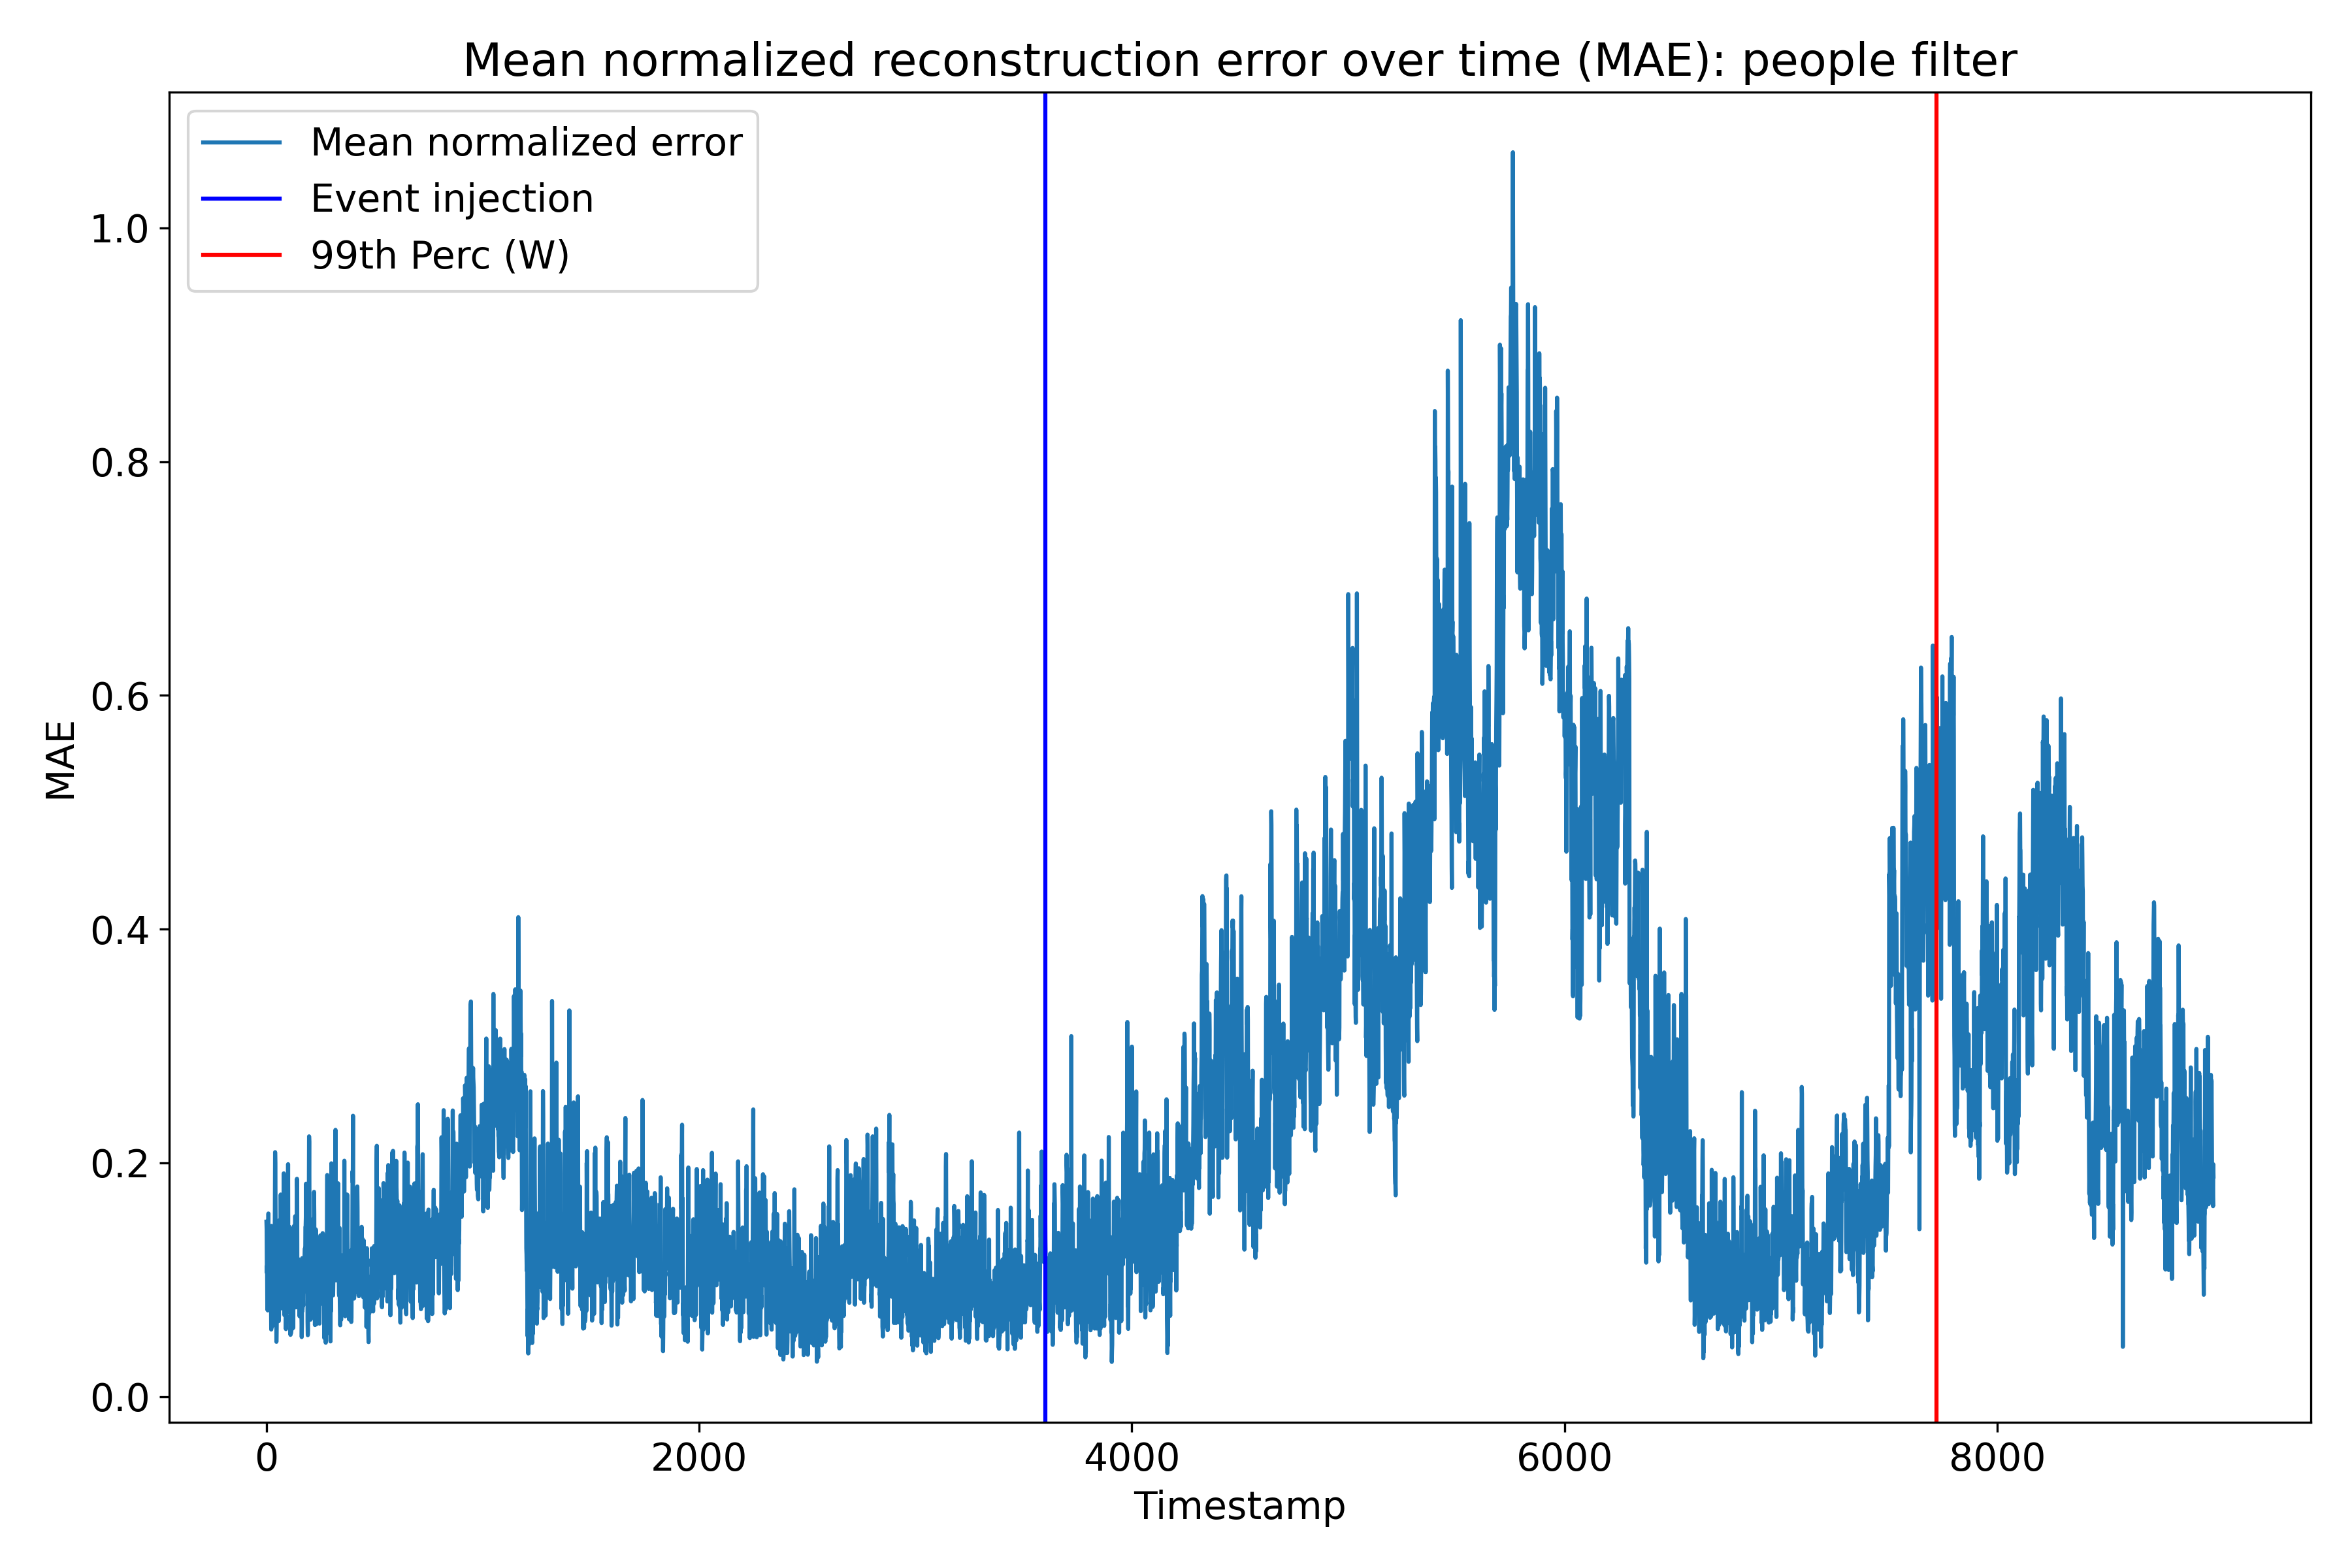 Mean normalized reconstruction error over time (MAE): people filter
Mean normalized error
Event injection
99th Perc (W)
1.0
0.8
0.6
0.4
0.2
0.0
MAE
0 2000 4000 6000 8000
Timestamp